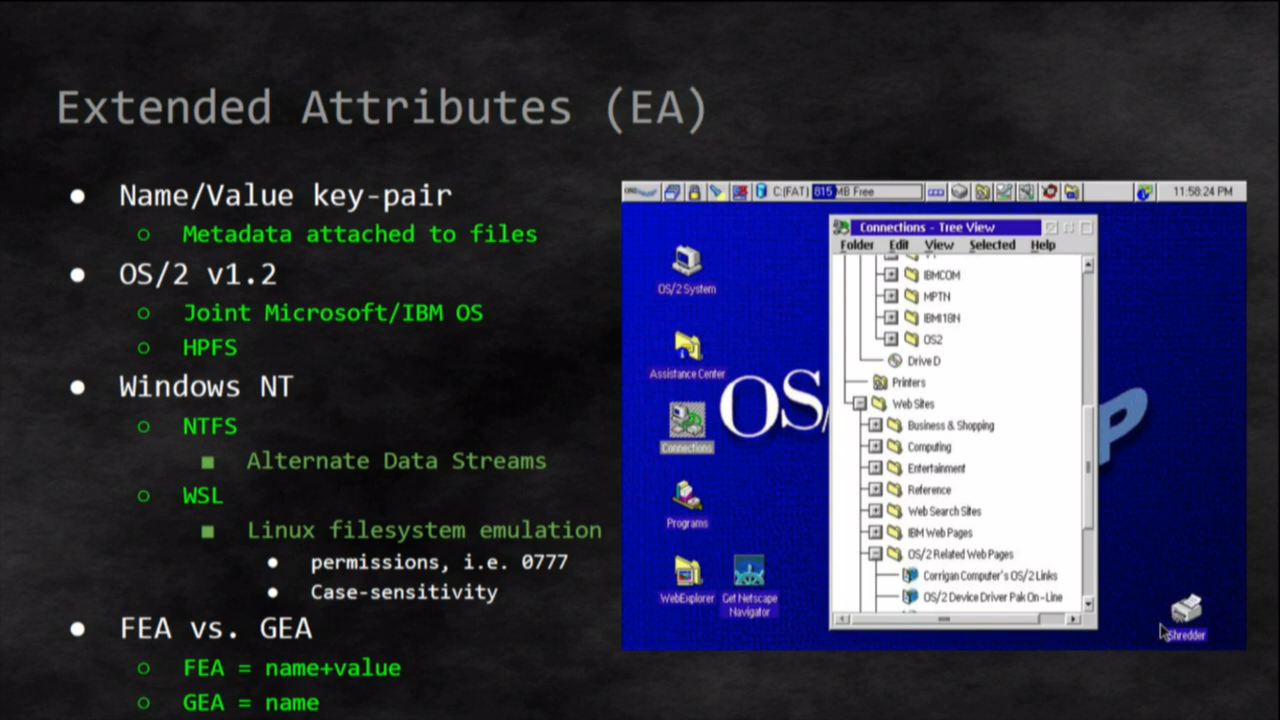 Extended Attributes (EA)
● Name/Value key-pair
○ Metadata attached to files
● OS/2 v1.2
○ Joint Microsoft/IBM OS
○ HPFS
● Windows NT
○ NTFS
■ Alternate Data Streams
○ WSL
■ Linux filesystem emulation
● permissions, i.e. 0777
● Case-sensitivity
● FEA vs. GEA
○ FEA = name+value
○ GEA = name
C:(FAT) 815 MB Free
11:58:24 PM
OS/2 System
Assistance Center
Connections
Programs
WebExplorer
Get Netscape
Navigator
OS/
P
Connections - Tree View
Folder Edit View Selected Help
IBMCOM
MPTN
IBMI18N
OS2
Drive D
Printers
Web Sites
Business & Shopping
Computing
Entertainment
Reference
Web Search Sites
IBM Web Pages
OS/2 Related Web Pages
Corrigan Computer's OS/2 Links
OS/2 Device Driver Pak On-Line
Shredder